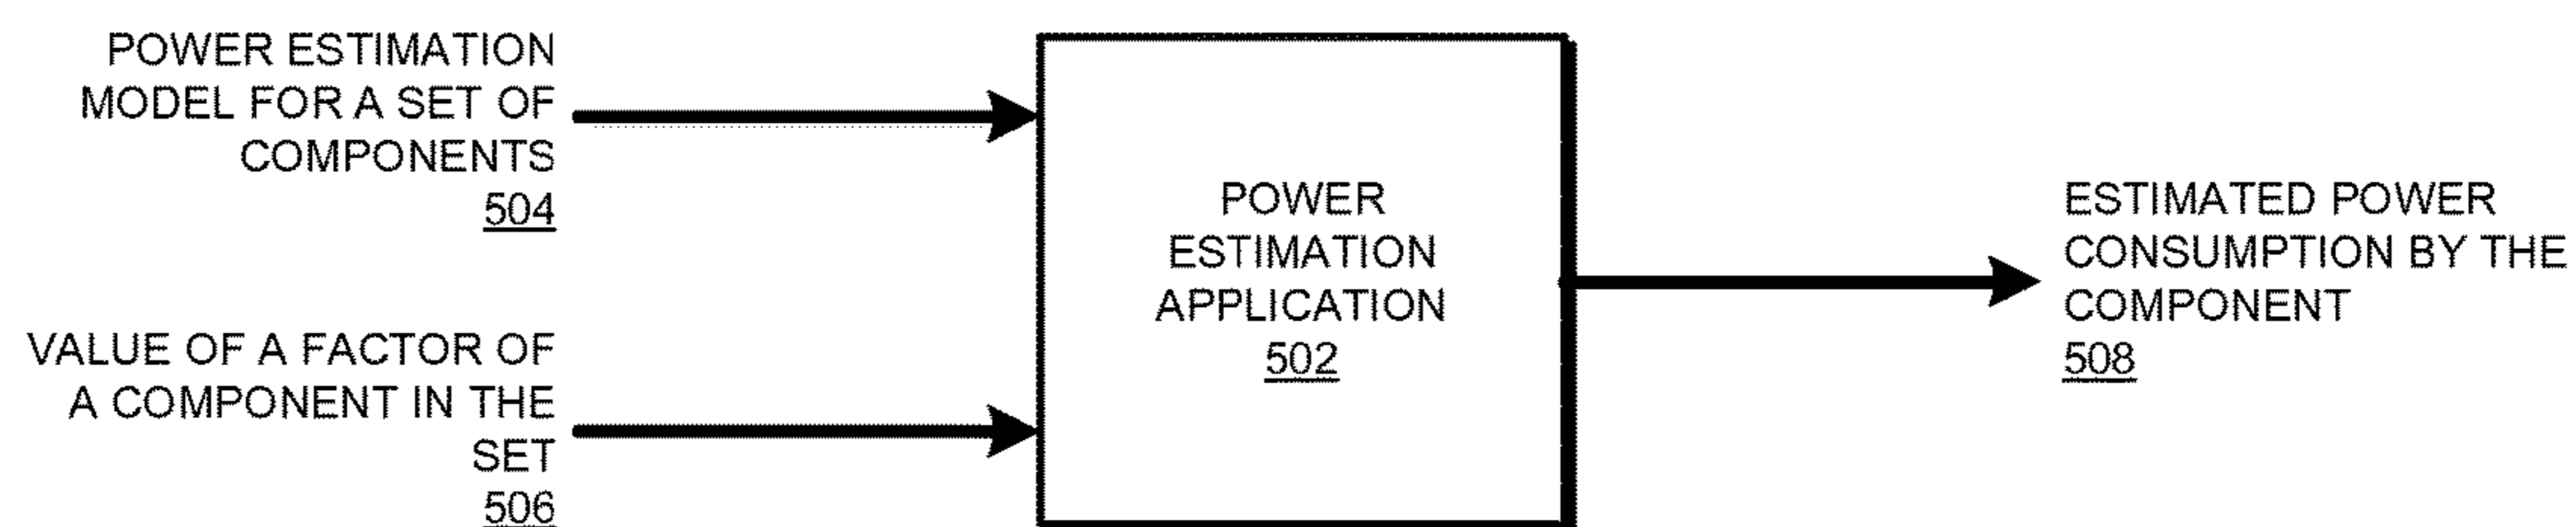 POWER ESTIMATION
MODEL FOR A SET OF
COMPONENTS
504
VALUE OF A FACTOR OF
A COMPONENT IN THE
SET
506
POWER
ESTIMATION
APPLICATION
502
ESTIMATED POWER
CONSUMPTION BY THE
COMPONENT
508